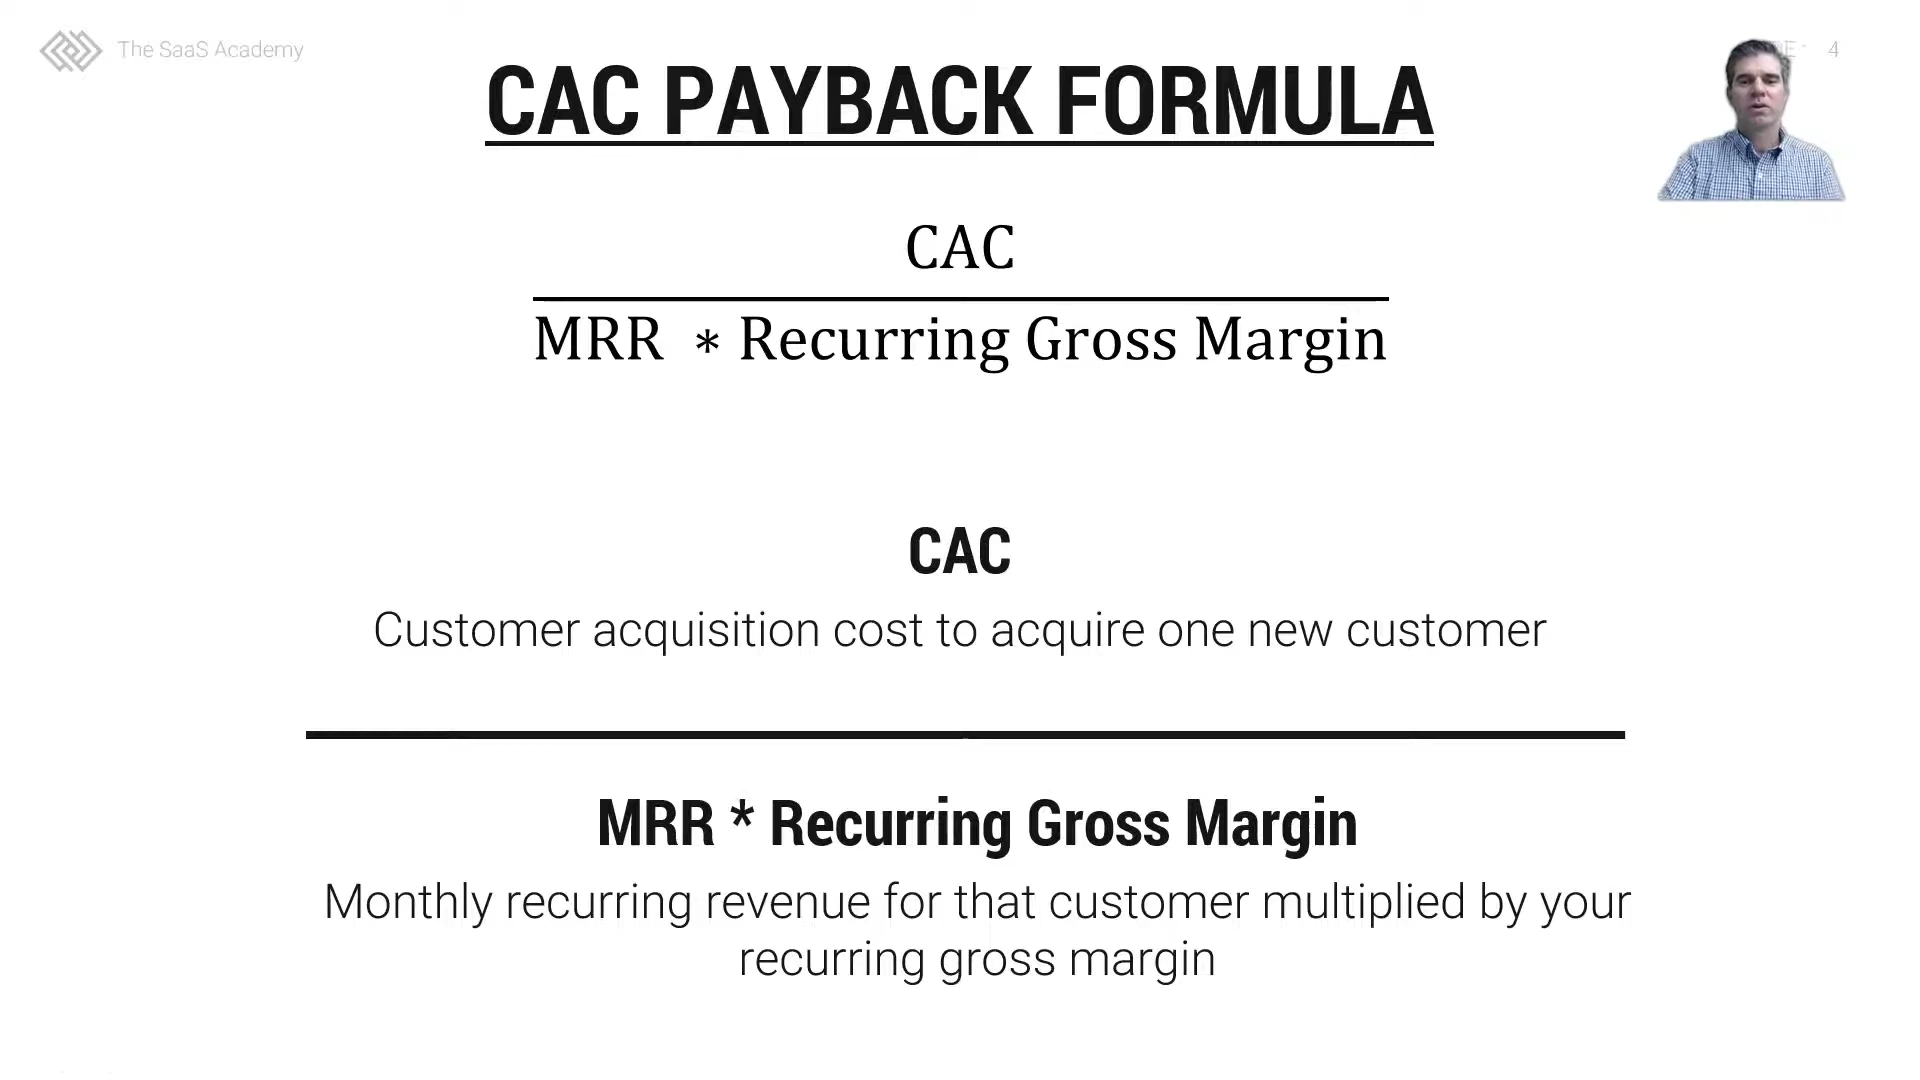 The SaaS Academy
4
CAC PAYBACK FORMULA
CAC
MRR * Recurring Gross Margin
CAC
Customer acquisition cost to acquire one new customer
MRR * Recurring Gross Margin
Monthly recurring revenue for that customer multiplied by your
recurring gross margin